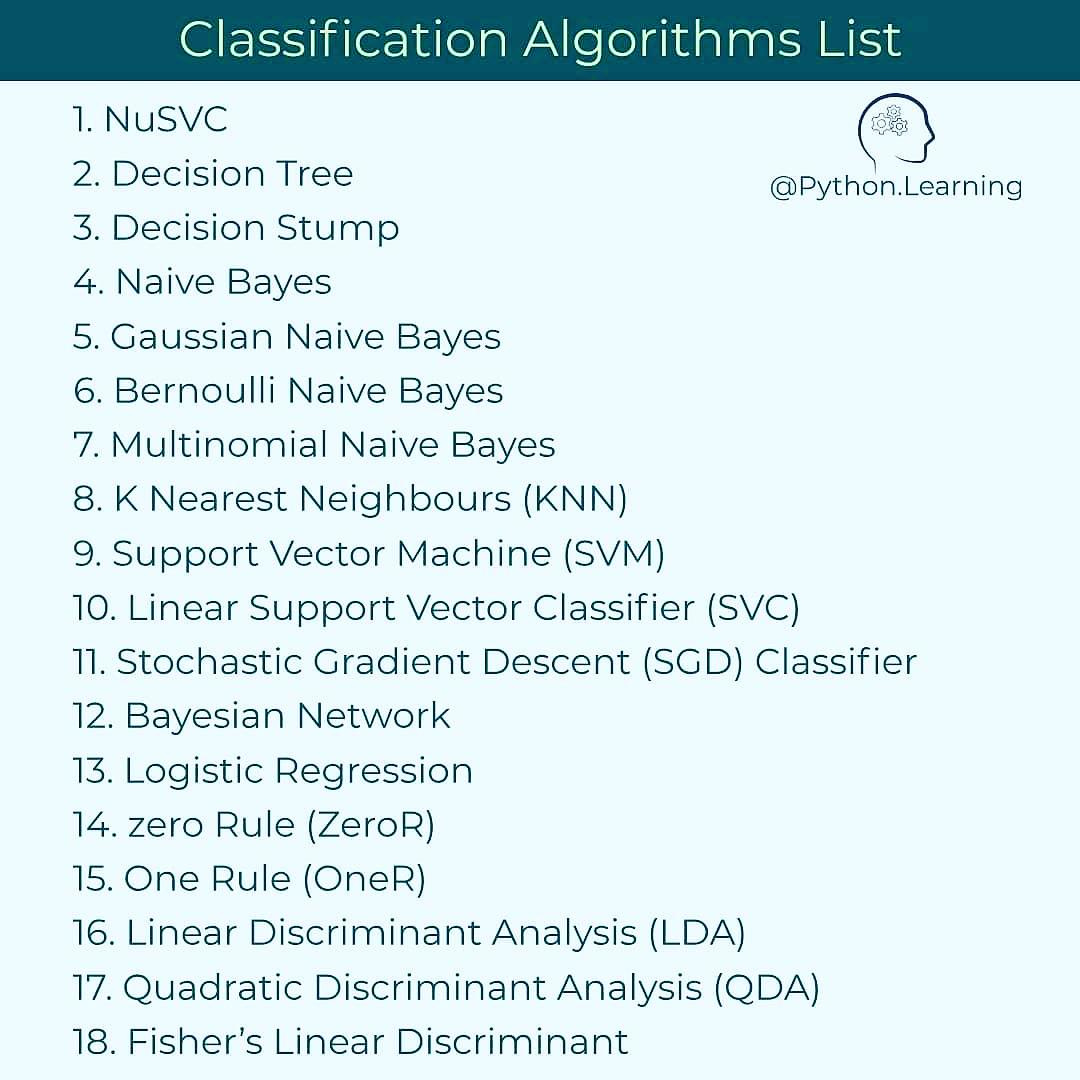 Classification Algorithms List
@Python.Learning
1. NuSVC
2. Decision Tree
3. Decision Stump
4. Naive Bayes
5. Gaussian Naive Bayes
6. Bernoulli Naive Bayes
7. Multinomial Naive Bayes
8. K Nearest Neighbours (KNN)
9. Support Vector Machine (SVM)
10. Linear Support Vector Classifier (SVC)
11. Stochastic Gradient Descent (SGD) Classifier
12. Bayesian Network
13. Logistic Regression
14. zero Rule (ZeroR)
15. One Rule (OneR)
16. Linear Discriminant Analysis (LDA)
17. Quadratic Discriminant Analysis (QDA)
18. Fisher’s Linear Discriminant